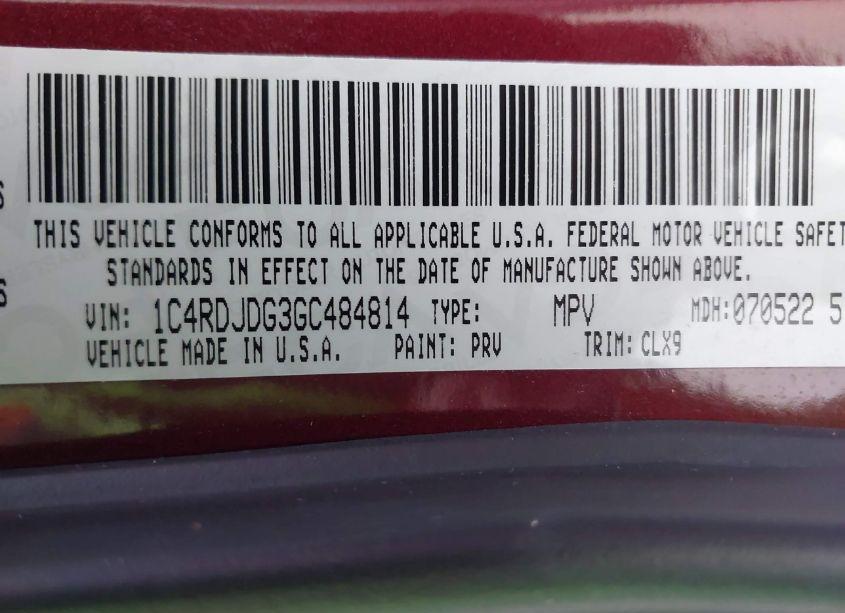 S
THIS VEHICLE CONFORMS TO ALL APPLICABLE U.S.A. FEDERAL MOTOR VEHICLE SAFET
STANDARDS IN EFFECT ON THE DATE OF MANUFACTURE SHOWN ABOVE.
S
VIN: 1C4RDJDG3GC484814 TYPE: MPV MDH:070522 5
VEHICLE MADE IN U.S.A. PAINT: PRV TRIM: CLX9